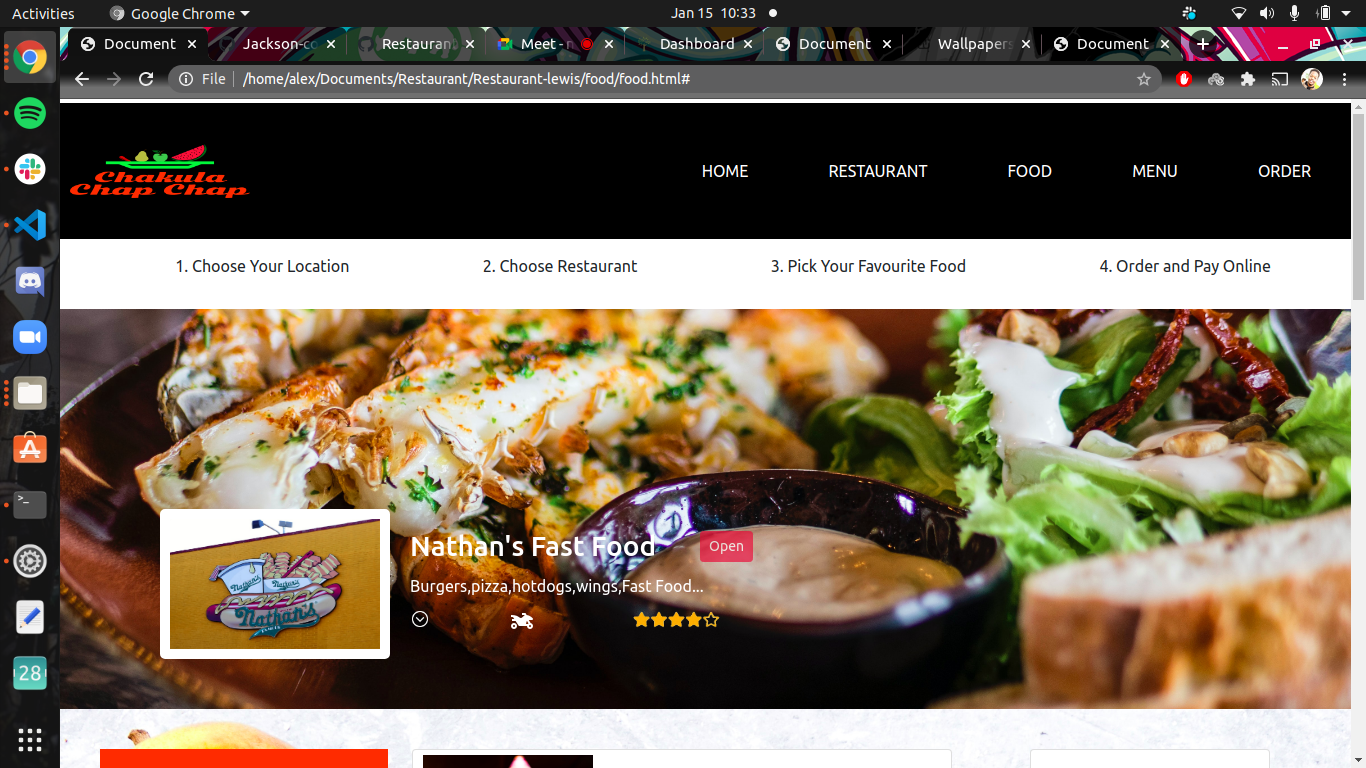 Activities
Google Chrome
Jan 15 10:33
Document
Jackson-co
Restaurant
Meet - n
Dashboard
Document
Wallpapers
Document
File
/home/alex/Documents/Restaurant/Restaurant-lewis/food/food.html#
Chakula
Chap Chap
HOME
RESTAURANT
FOOD
MENU
ORDER
1. Choose Your Location
2. Choose Restaurant
3. Pick Your Favourite Food
4. Order and Pay Online
Nathan's
Nathan's Fast Food
Open
Burgers,pizza,hotdogs,wings,Fast Food...
28